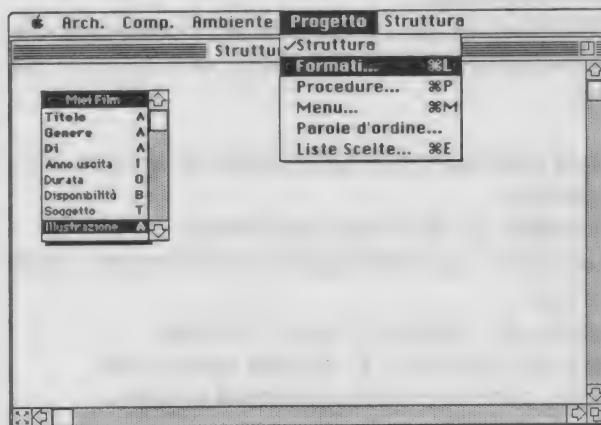 Arch. Comp. Ambiente Progetto Struttura
✓Struttura
Formati... ⌘L
Procedure... ⌘P
Menu... ⌘M
Parole d'ordine...
Liste Scelte... ⌘E
Miei Film
Titolo A
Genere A
Di A
Anno uscita I
Durata O
Disponibilità B
Soggetto T
Illustrazione A